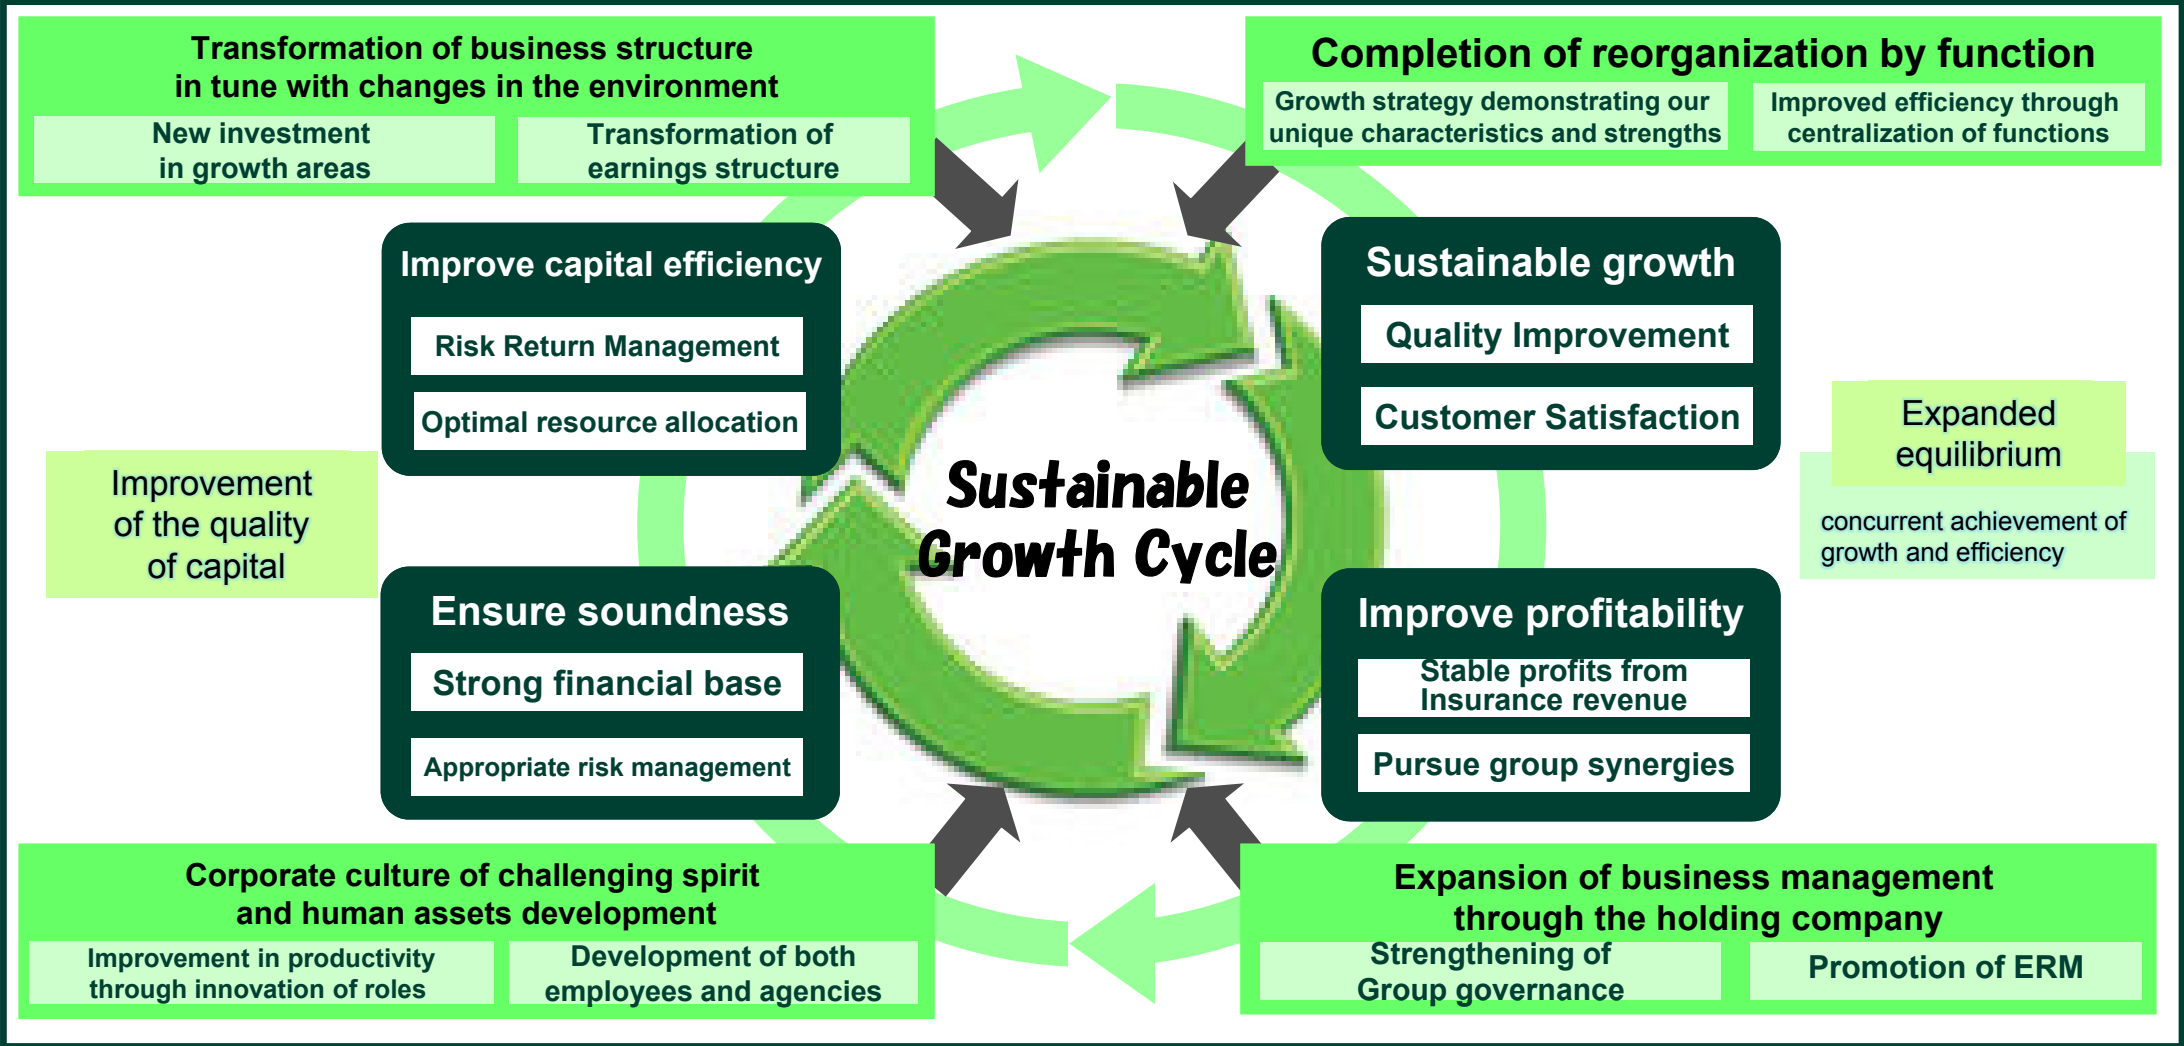 Transformation of business structure
in tune with changes in the environment
New investment
in growth areas
Transformation of
earnings structure
Completion of reorganization by function
Growth strategy demonstrating our
unique characteristics and strengths
Improved efficiency through
centralization of functions
Improve capital efficiency
Risk Return Management
Optimal resource allocation
Sustainable growth
Quality Improvement
Customer Satisfaction
Improvement
of the quality
of capital
Sustainable
Growth Cycle
Expanded
equilibrium
concurrent achievement of
growth and efficiency
Ensure soundness
Strong financial base
Appropriate risk management
Improve profitability
Stable profits from
Insurance revenue
Pursue group synergies
Corporate culture of challenging spirit
and human assets development
Improvement in productivity
through innovation of roles
Development of both
employees and agencies
Expansion of business management
through the holding company
Strengthening of
Group governance
Promotion of ERM